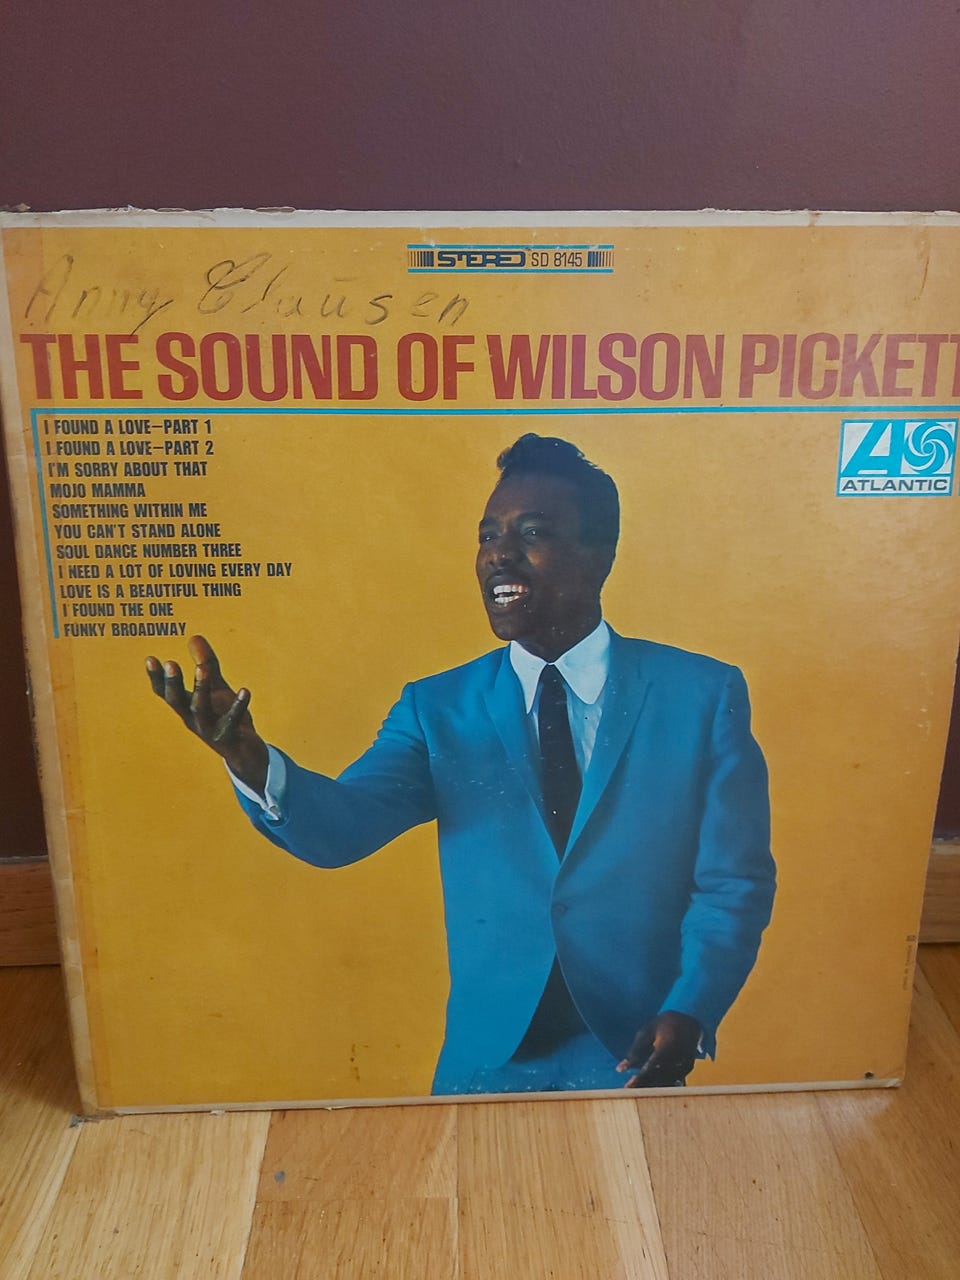 STEREO SD 8145
Anny Clausen
THE SOUND OF WILSON PICKETT
I FOUND A LOVE—PART 1
I FOUND A LOVE—PART 2
I'M SORRY ABOUT THAT
MOJO MAMMA
SOMETHING WITHIN ME
YOU CAN'T STAND ALONE
SOUL DANCE NUMBER THREE
I NEED A LOT OF LOVING EVERY DAY
LOVE IS A BEAUTIFUL THING
I FOUND THE ONE
FUNKY BROADWAY
A
ATLANTIC